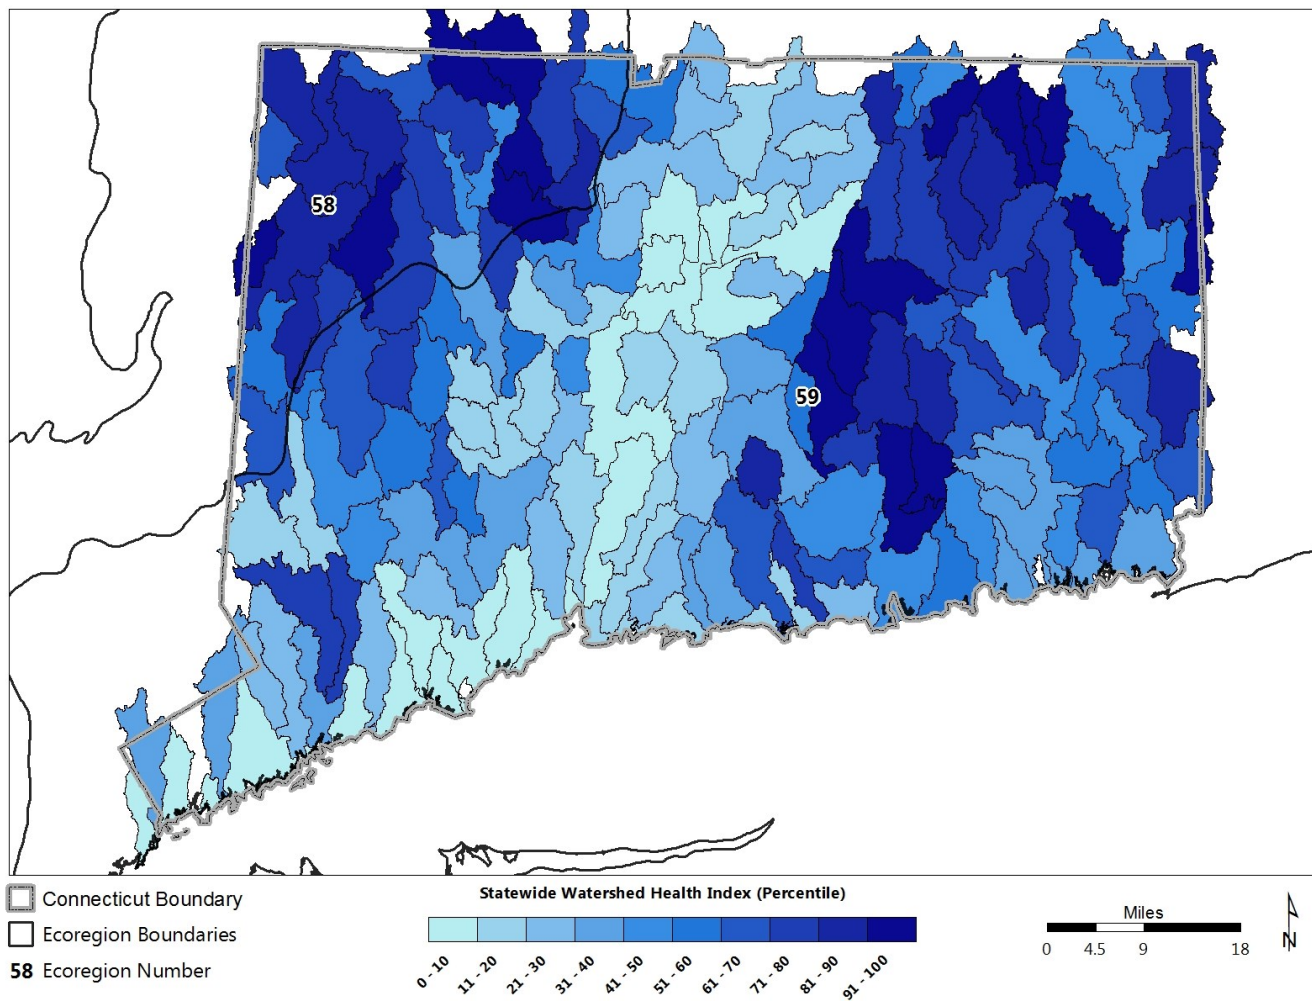 58
59
Connecticut Boundary
Ecoregion Boundaries
58 Ecoregion Number
Statewide Watershed Health Index (Percentile)
0 - 10
11 - 20
21 - 30
31 - 40
41 - 50
51 - 60
61 - 70
71 - 80
81 - 90
91 - 100
Miles
0 4.5 9 18
N